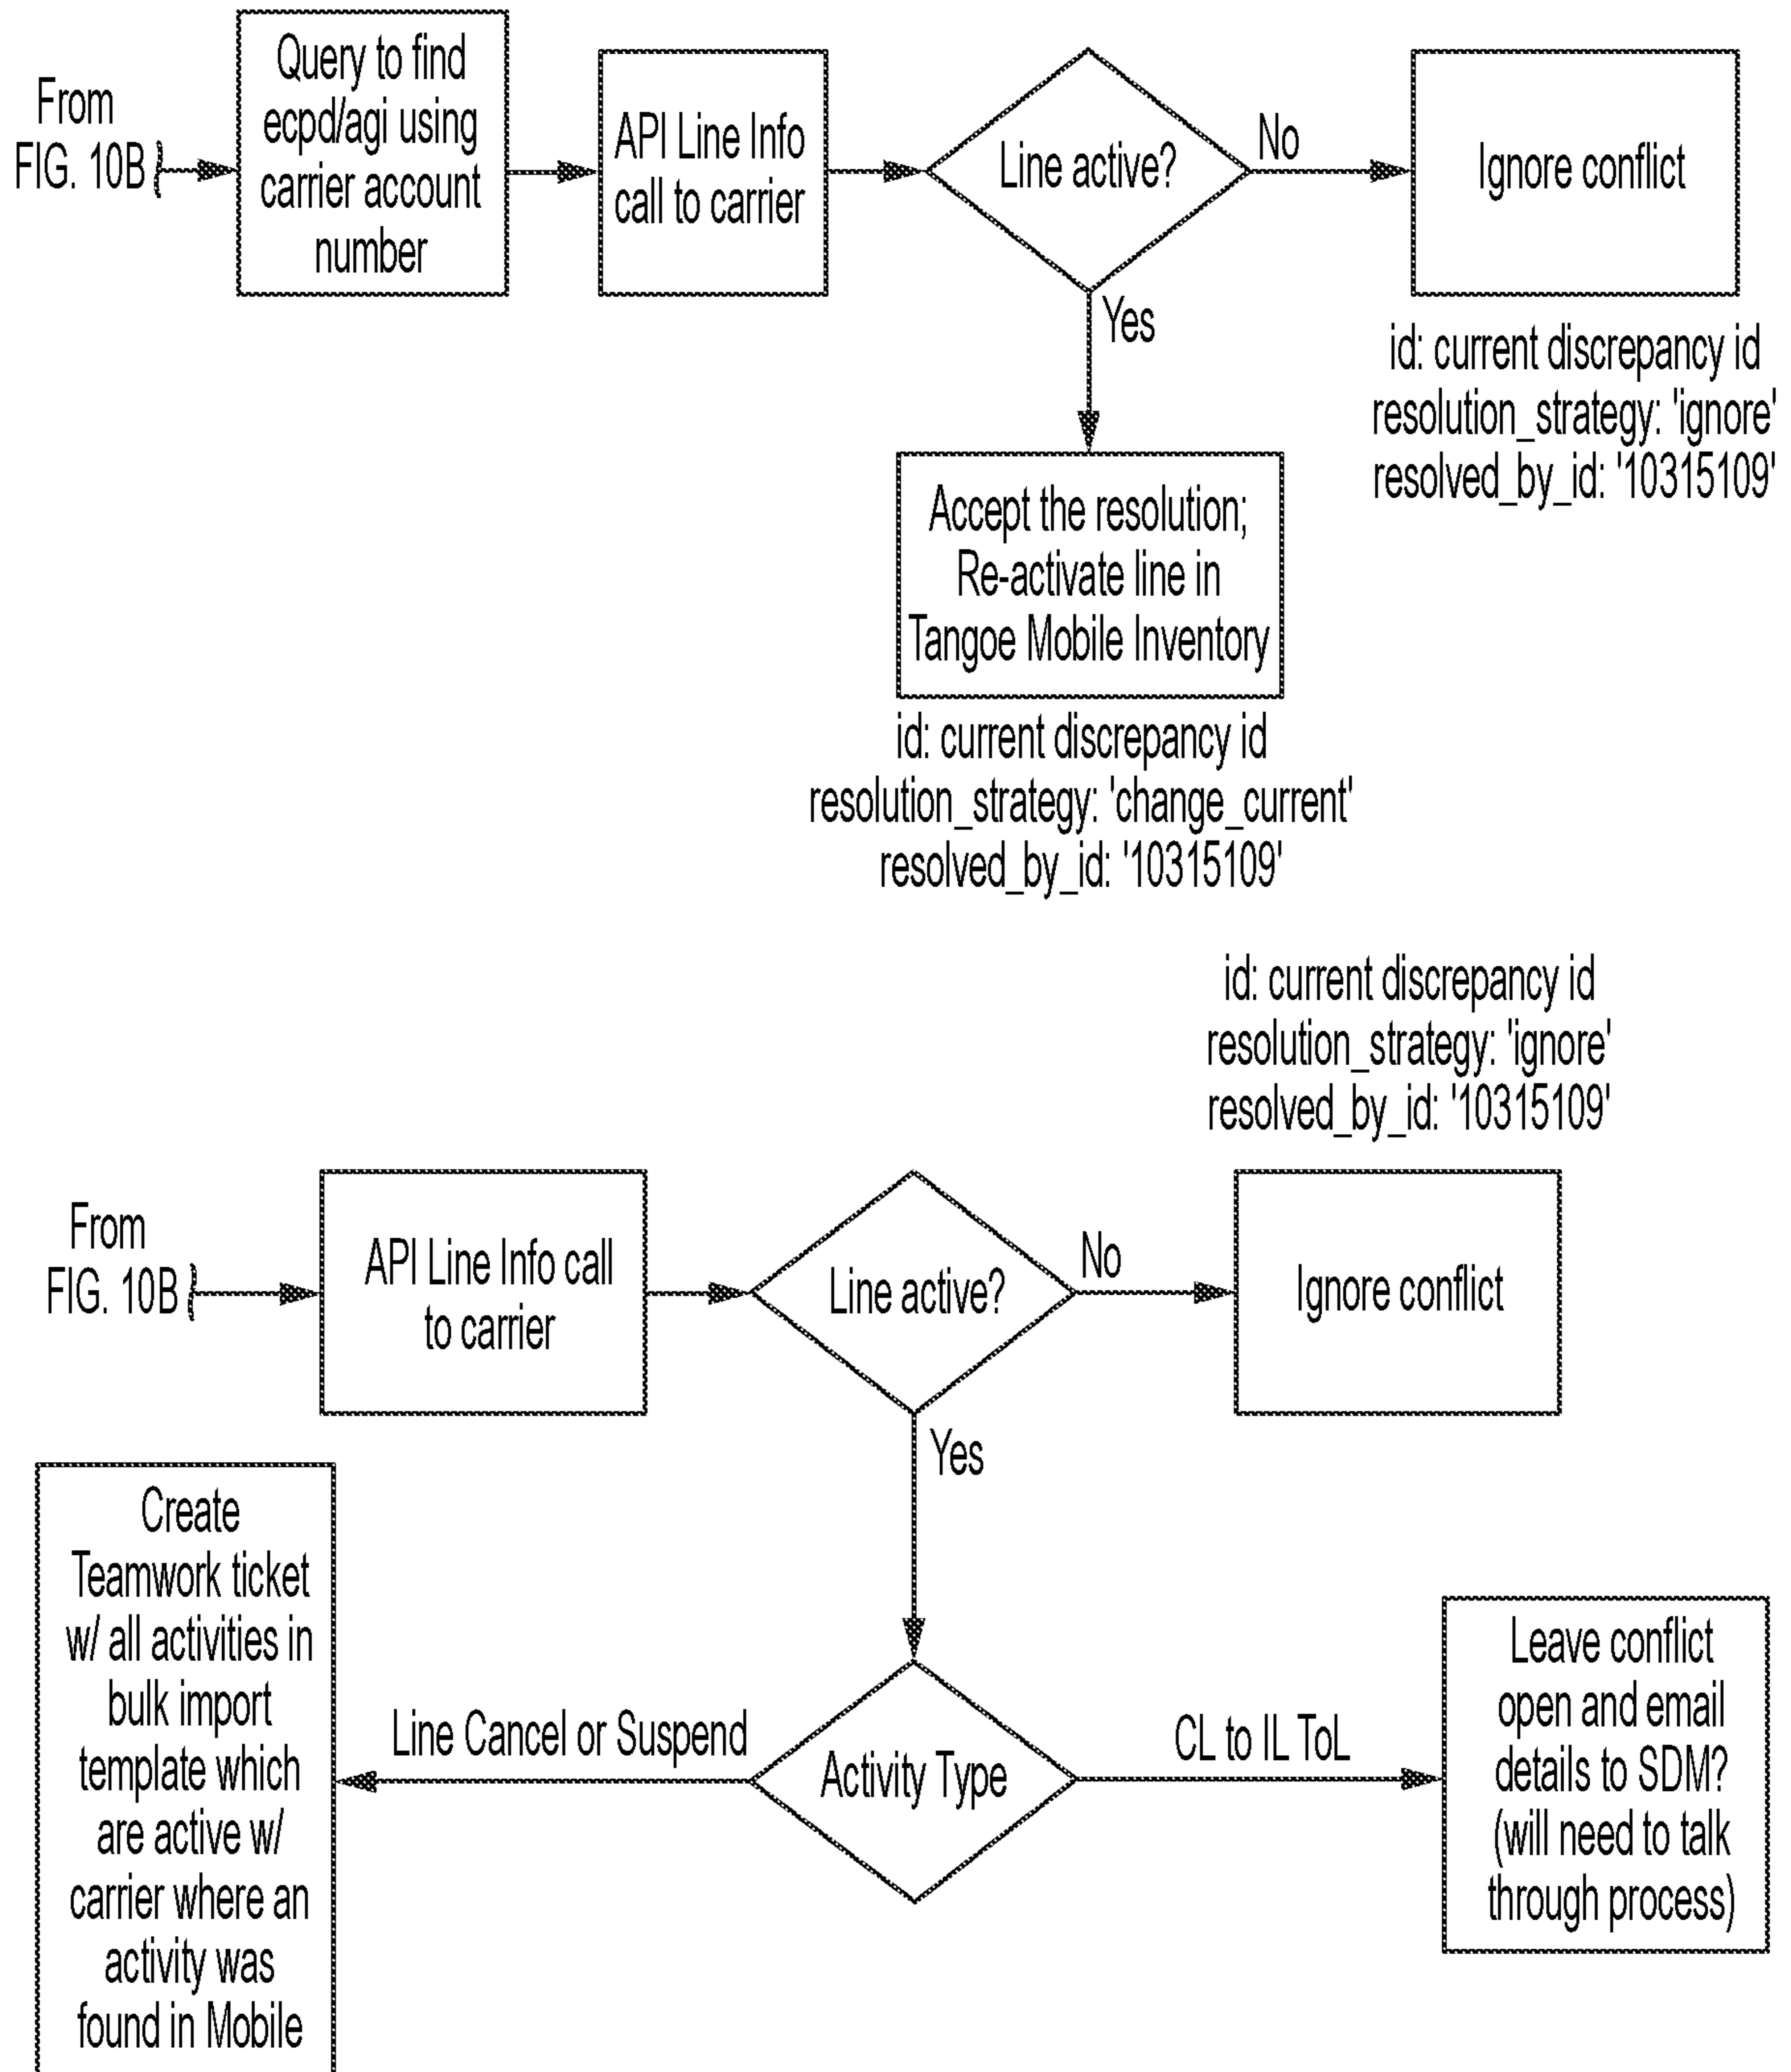 From
FIG. 10B
Query to find
ecpd/agi using
carrier account
number
API Line Info
call to carrier
Line active?
No
Ignore conflict
id: current discrepancy id
resolution_strategy: 'ignore'
resolved_by_id: '10315109'
Yes
Accept the resolution;
Re-activate line in
Tangoe Mobile Inventory
id: current discrepancy id
resolution_strategy: 'change_current'
resolved_by_id: '10315109'
id: current discrepancy id
resolution_strategy: 'ignore'
resolved_by_id: '10315109'
From
FIG. 10B
API Line Info call
to carrier
Line active?
No
Ignore conflict
Yes
Create
Teamwork ticket
w/ all activities in
bulk import
template which
are active w/
carrier where an
activity was
found in Mobile
Line Cancel or Suspend
Activity Type
CL to IL ToL
Leave conflict
open and email
details to SDM?
(will need to talk
through process)